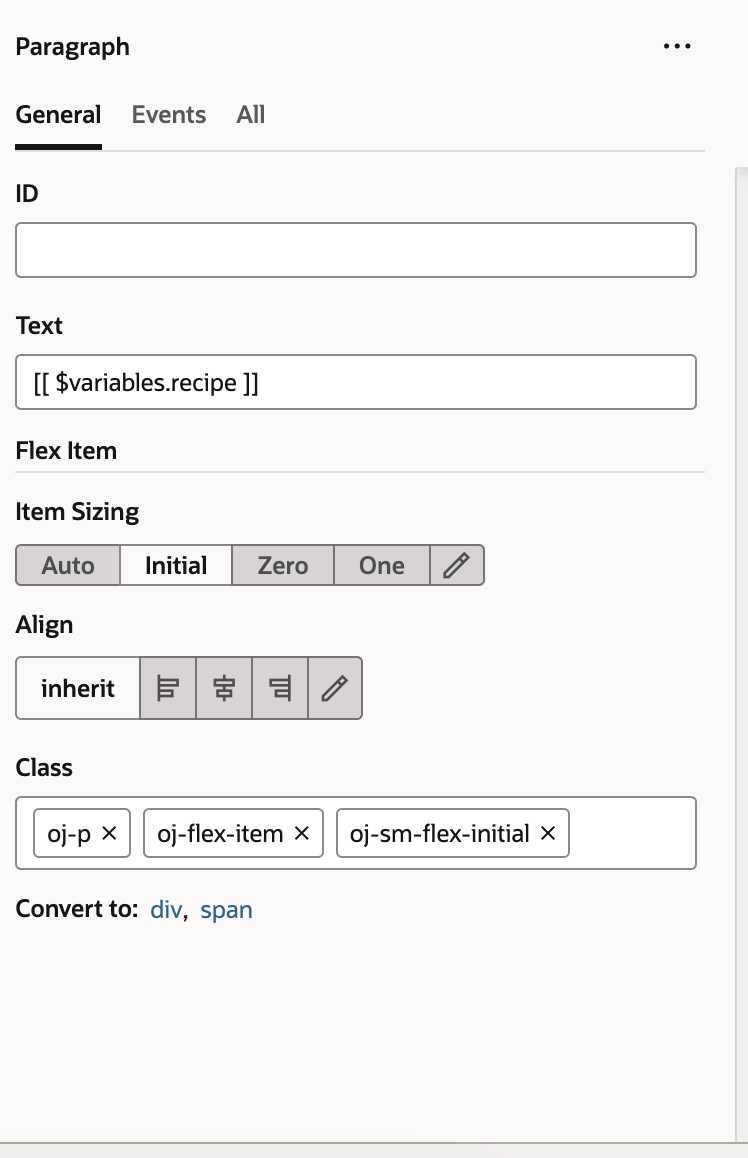 Paragraph
General Events All
ID
Text
[[ $variables.recipe ]]
Flex Item
Item Sizing
Auto Initial Zero One
Align
inherit
Class
oj-p × oj-flex-item × oj-sm-flex-initial ×
Convert to: div, span